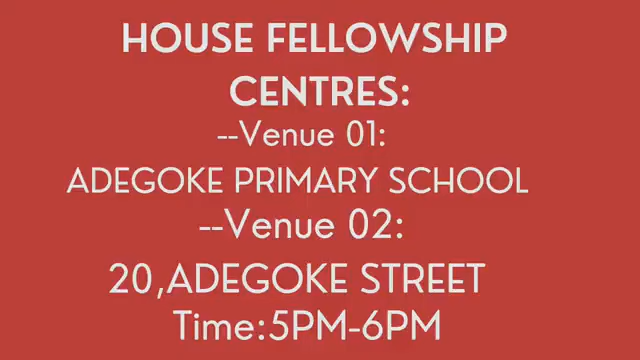 HOUSE FELLOWSHIP
CENTRES:
--Venue 01:
ADEGOKE PRIMARY SCHOOL
--Venue 02:
20,ADEGOKE STREET
Time:5PM-6PM